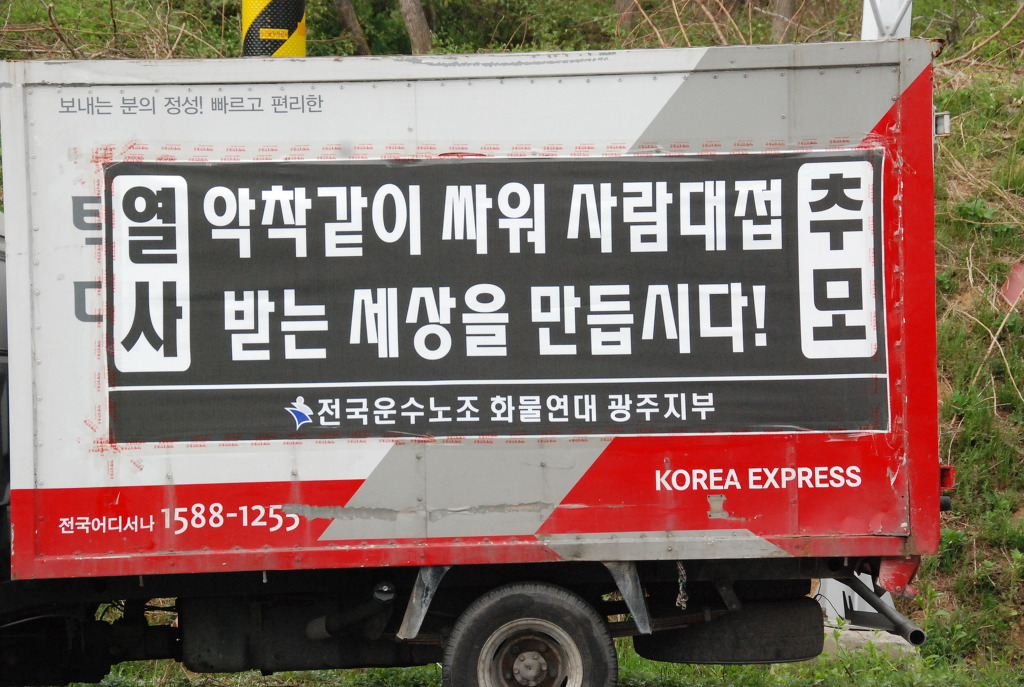 보내는 분의 정성! 빠르고 편리한
열사
악착같이 싸워 사람대접
받는 세상을 만듭시다!
추모
전국운수노조 화물연대 광주지부
KOREA EXPRESS
전국어디서나 1588-1255